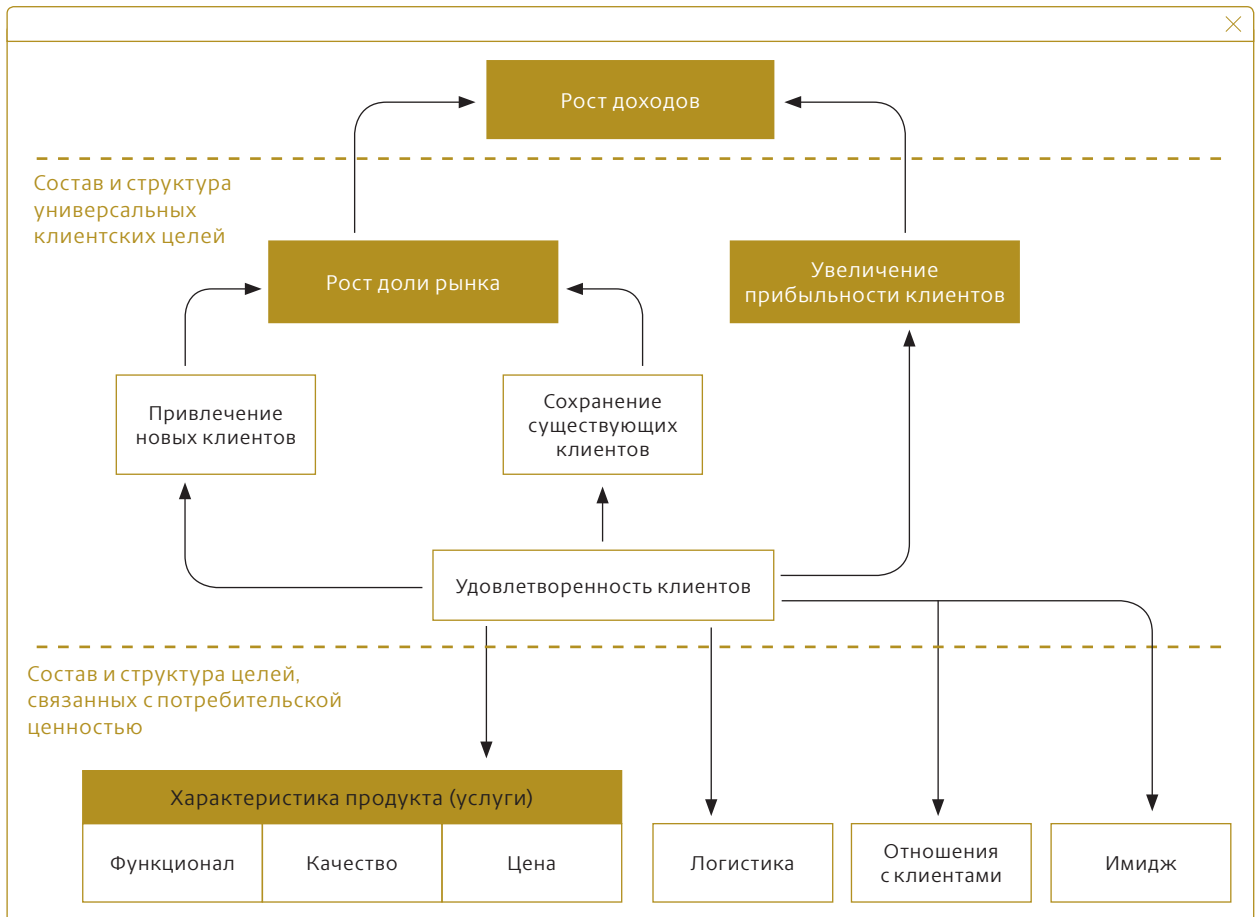 Рост доходов
Состав и структура
универсальных
клиентских целей
Рост доли рынка
Увеличение
прибыльности клиентов
Привлечение
новых клиентов
Сохранение
существующих
клиентов
Удовлетворенность клиентов
Состав и структура целей,
связанных с потребительской
ценностью
Характеристика продукта (услуги)
Функционал
Качество
Цена
Логистика
Отношения
с клиентами
Имидж